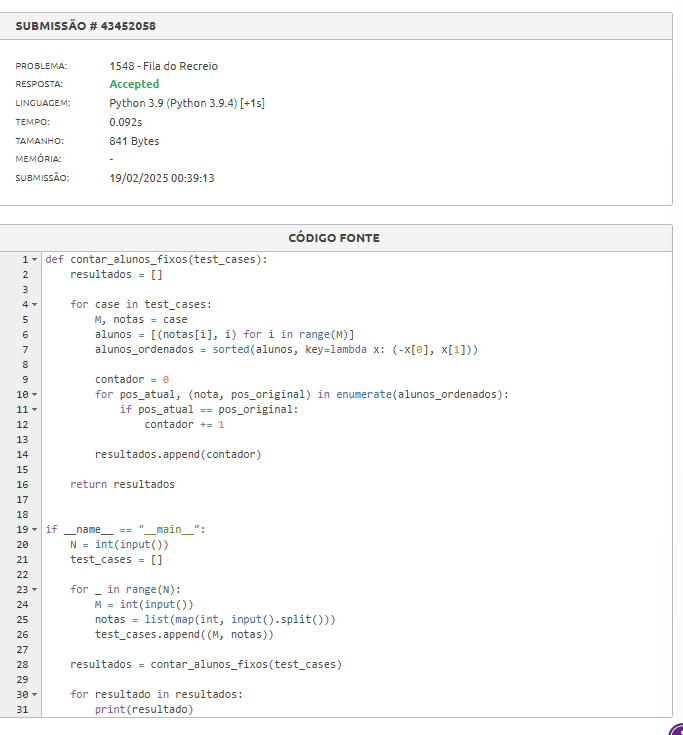 SUBMISSÃO # 43452058
PROBLEMA: 1548 - Fila do Recreio
RESPOSTA: Accepted
LINGUAGEM: Python 3.9 (Python 3.9.4) [+1s]
TEMPO: 0.092s
TAMANHO: 841 Bytes
MEMÓRIA: -
SUBMISSÃO: 19/02/2025 00:39:13
CÓDIGO FONTE
1 def contar_alunos_fixos(test_cases):
2     resultados = []
3
4     for case in test_cases:
5         M, notas = case
6         alunos = [(notas[i], i) for i in range(M)]
7         alunos_ordenados = sorted(alunos, key=lambda x: (-x[0], x[1]))
8
9         contador = 0
10         for pos_atual, (nota, pos_original) in enumerate(alunos_ordenados):
11             if pos_atual == pos_original:
12                 contador += 1
13
14         resultados.append(contador)
15
16     return resultados
17
18
19 if __name__ == "__main__":
20     N = int(input())
21     test_cases = []
22
23     for _ in range(N):
24         M = int(input())
25         notas = list(map(int, input().split()))
26         test_cases.append((M, notas))
27
28     resultados = contar_alunos_fixos(test_cases)
29
30     for resultado in resultados:
31         print(resultado)